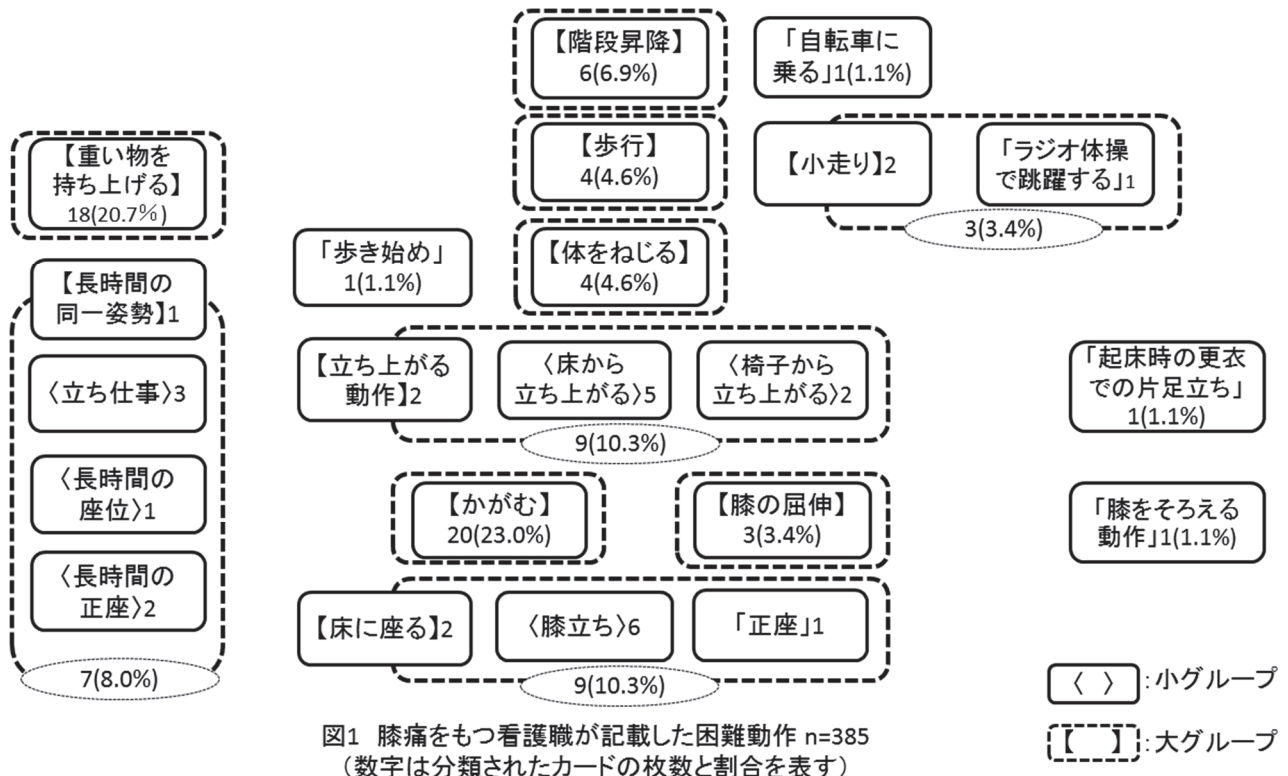 【階段昇降】
6(6.9%)
「自転車に
乗る」1(1.1%)
【重い物を
持ち上げる】
18(20.7%)
【歩行】
4(4.6%)
【小走り】2
「ラジオ体操
で跳躍する」1
3(3.4%)
「歩き始め」
1(1.1%)
【体をねじる】
4(4.6%)
【長時間の
同一姿勢】1
〈立ち仕事〉3
〈長時間の
座位〉1
〈長時間の
正座〉2
7(8.0%)
【立ち上がる
動作】2
〈床から
立ち上がる〉5
〈椅子から
立ち上がる〉2
9(10.3%)
「起床時の更衣
での片足立ち」
1(1.1%)
【かがむ】
20(23.0%)
【膝の屈伸】
3(3.4%)
「膝をそろえる
動作」1(1.1%)
【床に座る】2
〈膝立ち〉6
「正座」1
9(10.3%)
〈 〉:小グループ
【 】:大グループ
図1 膝痛をもつ看護職が記載した困難動作 n=385
（数字は分類されたカードの枚数と割合を表す）